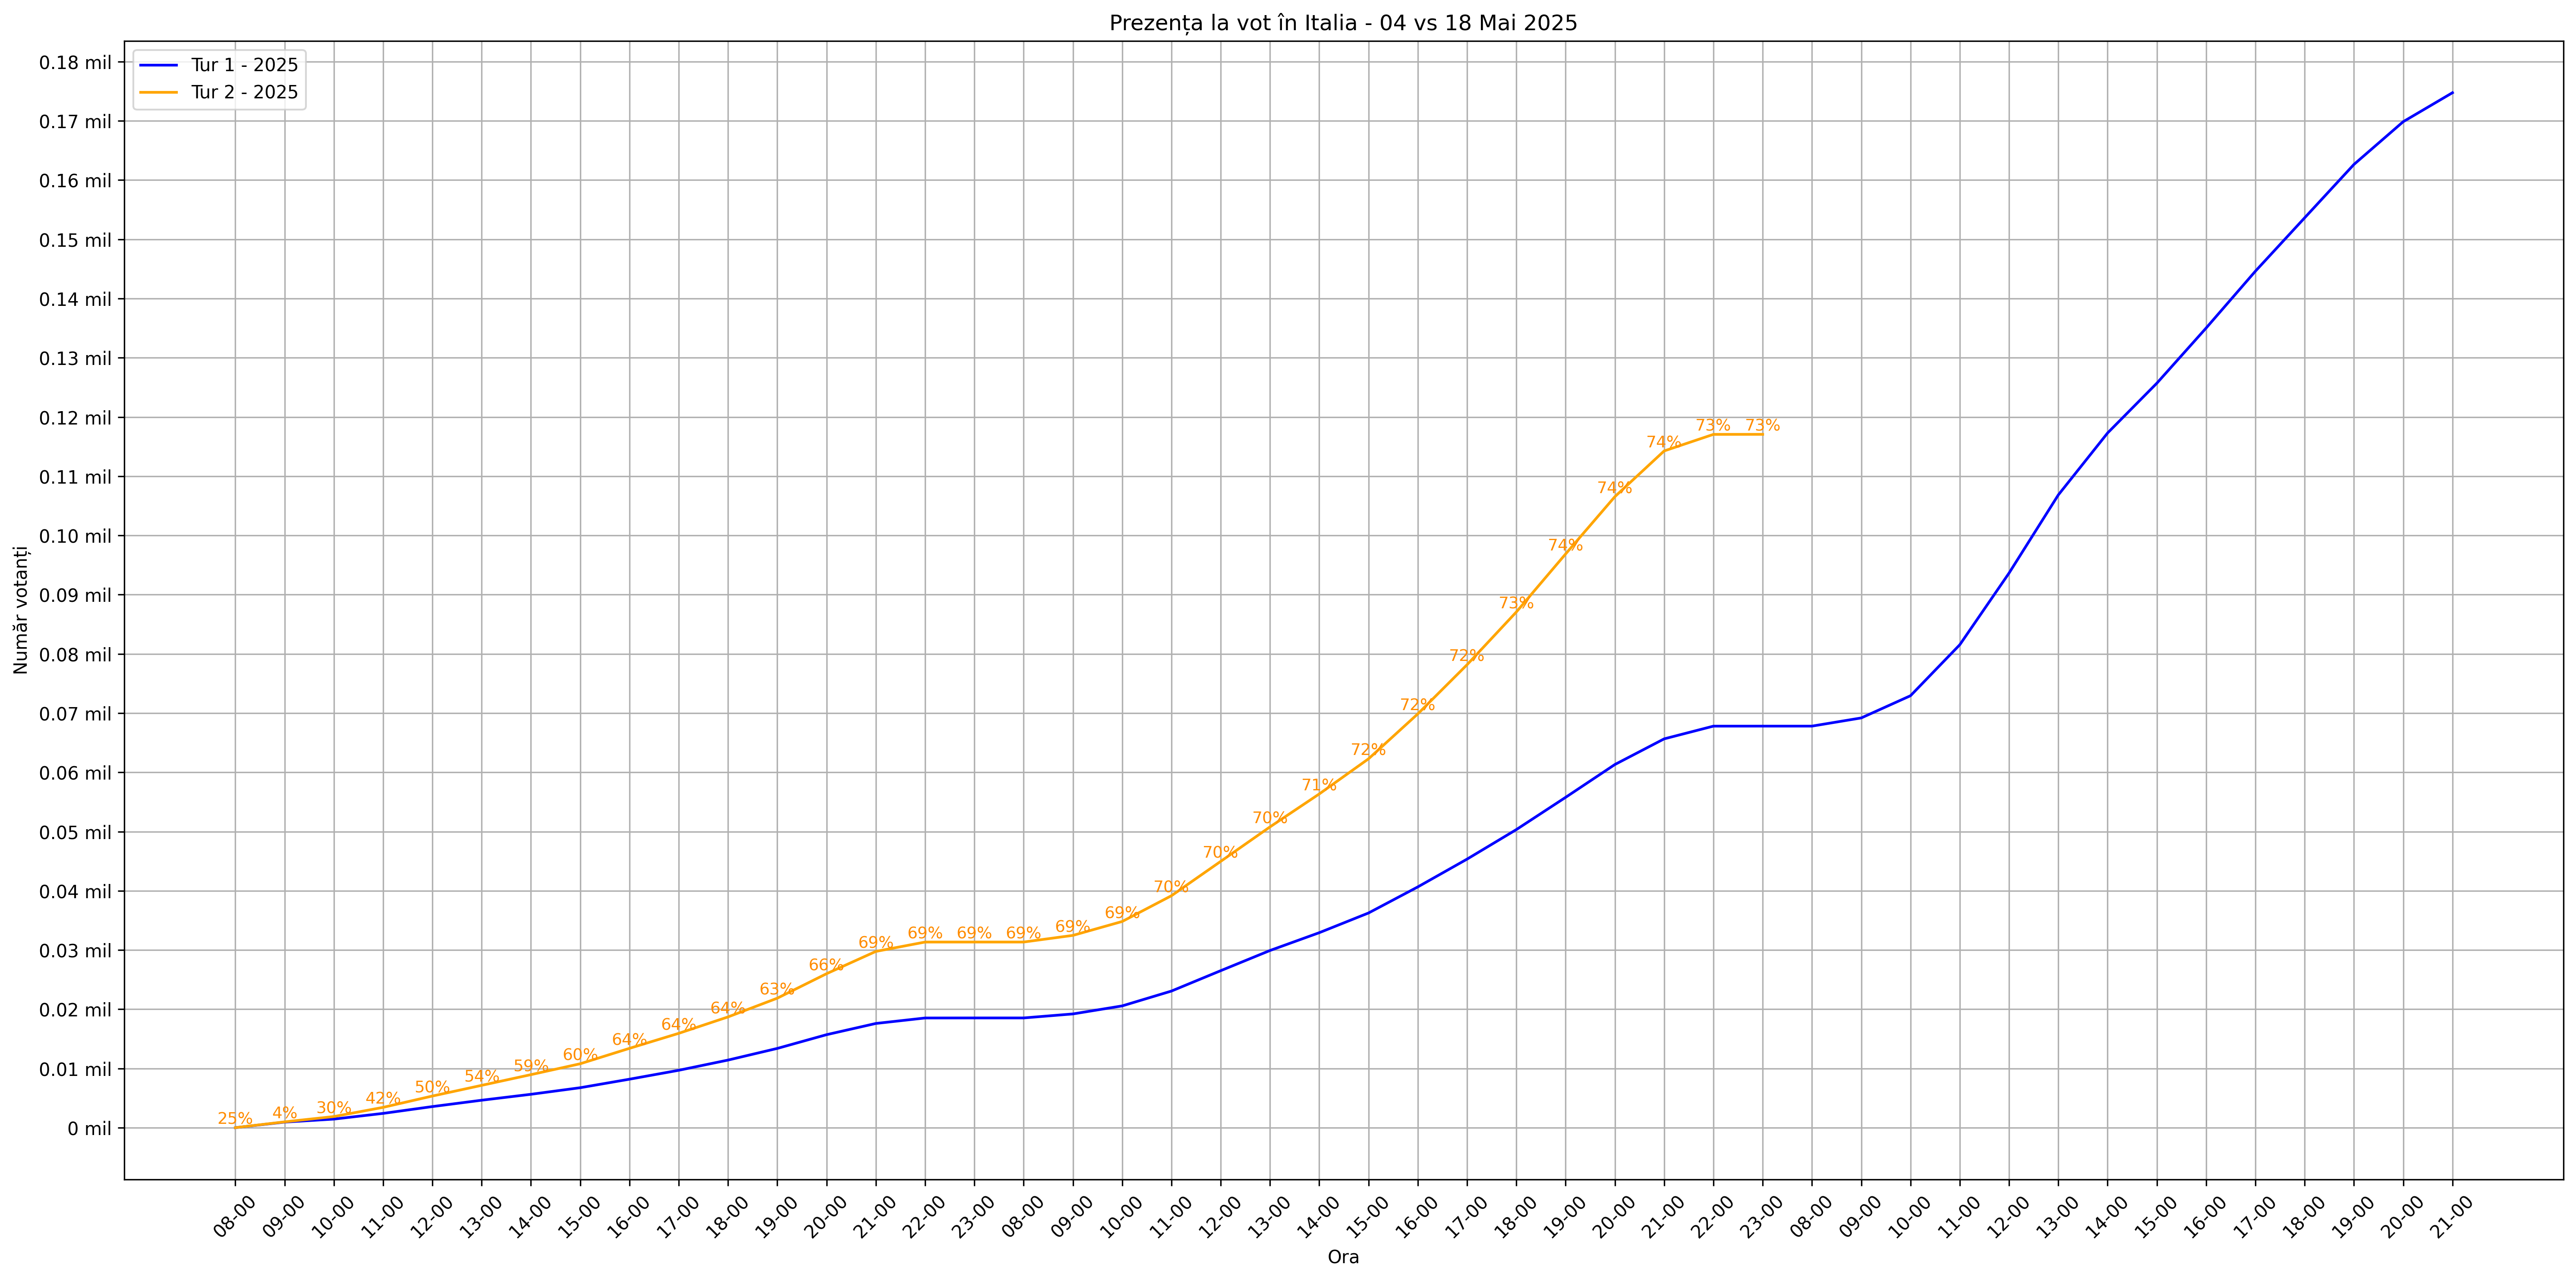 Prezența la vot în Italia - 04 vs 18 Mai 2025
Tur 1 - 2025
Tur 2 - 2025
Număr votanți
0.18 mil
0.17 mil
0.16 mil
0.15 mil
0.14 mil
0.13 mil
0.12 mil
0.11 mil
0.10 mil
0.09 mil
0.08 mil
0.07 mil
0.06 mil
0.05 mil
0.04 mil
0.03 mil
0.02 mil
0.01 mil
0 mil
25% 4% 30% 42% 50% 54% 59% 60% 64% 64% 64% 63% 66% 69% 69% 69% 69% 69% 69% 70% 70% 70% 71% 72% 72% 72% 73% 74% 74% 74% 73% 73%
08-00 09-00 10-00 11-00 12-00 13-00 14-00 15-00 16-00 17-00 18-00 19-00 20-00 21-00 22-00 23-00 08-00 09-00 10-00 11-00 12-00 13-00 14-00 15-00 16-00 17-00 18-00 19-00 20-00 21-00 22-00 23-00 08-00 09-00 10-00 11-00 12-00 13-00 14-00 15-00 16-00 17-00 18-00 19-00 20-00 21-00
Ora